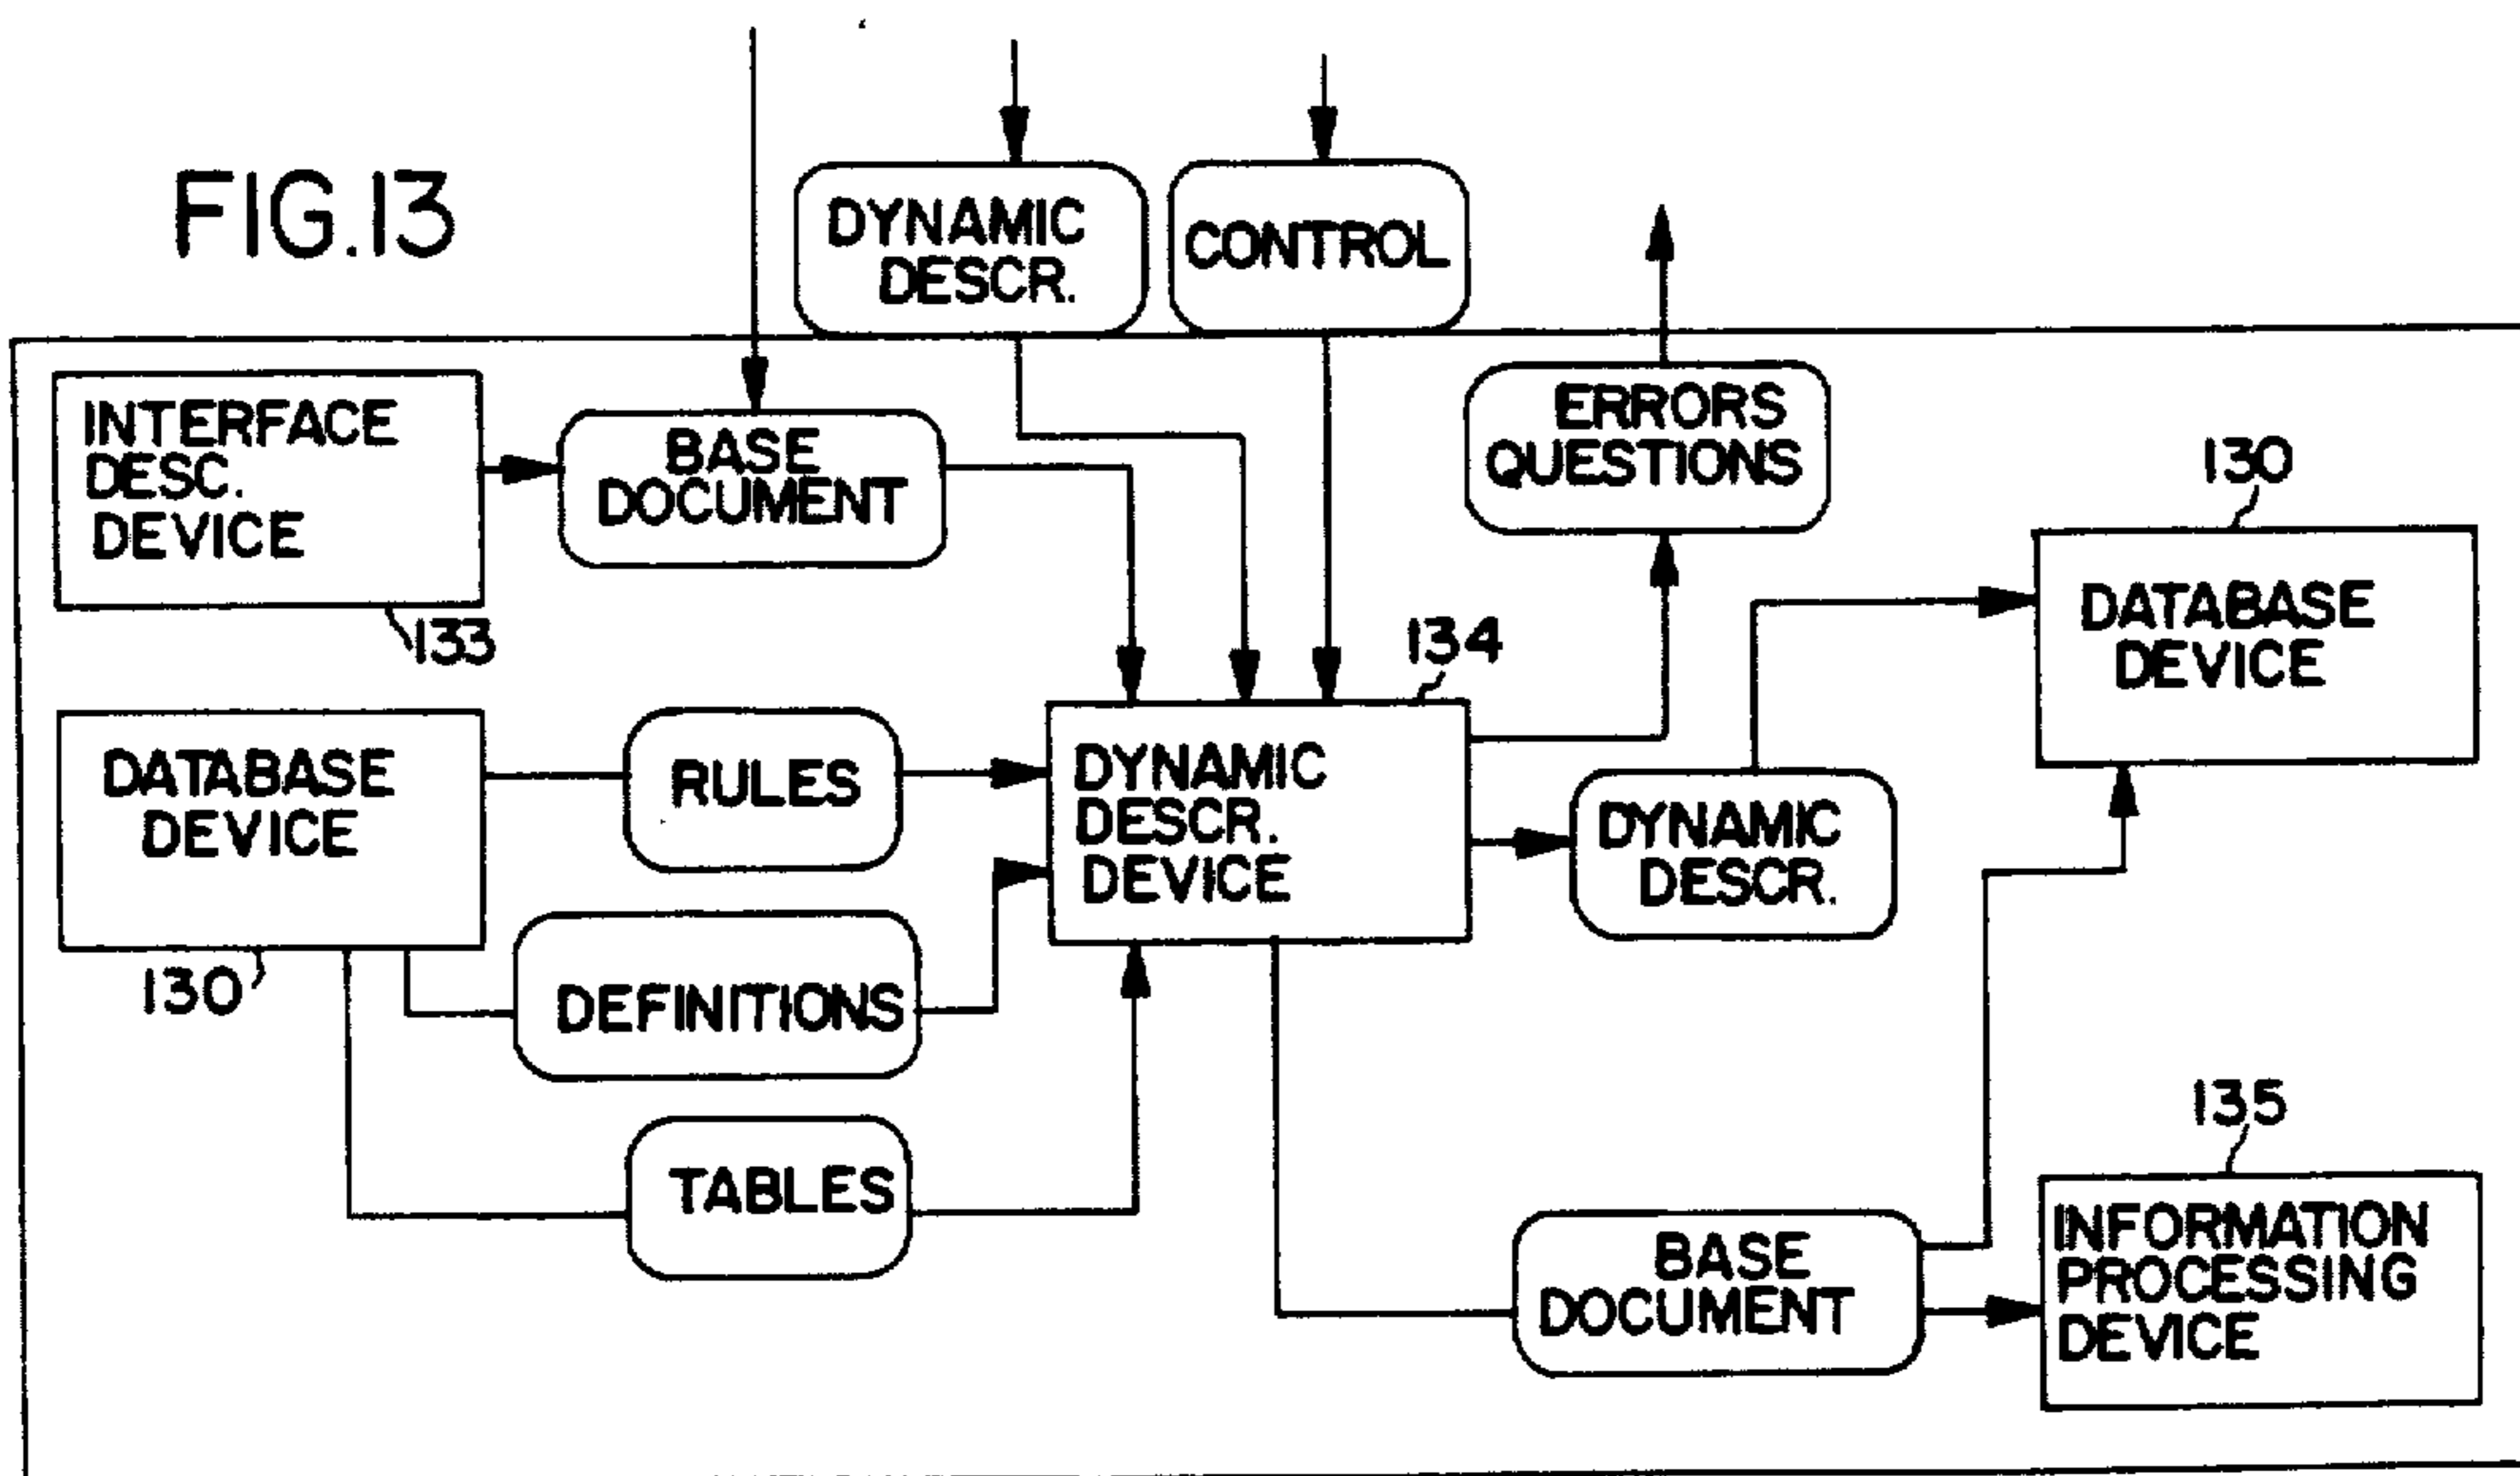 FIG.13
DYNAMIC
DESCR.
CONTROL
INTERFACE
DESC.
DEVICE
133
BASE
DOCUMENT
ERRORS
QUESTIONS
130
DATABASE
DEVICE
134
DATABASE
DEVICE
130
RULES
DYNAMIC
DESCR.
DEVICE
DYNAMIC
DESCR.
DEFINITIONS
TABLES
BASE
DOCUMENT
135
INFORMATION
PROCESSING
DEVICE